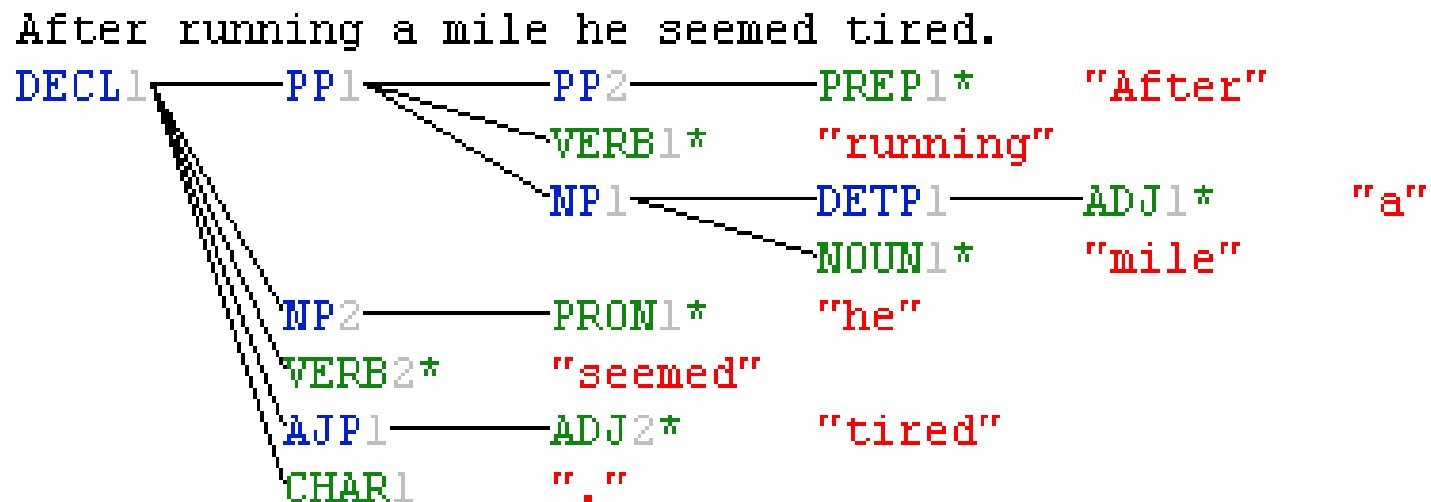 After running a mile he seemed tired.
DECL1 PP1 PP2 PREP1* "After"
VERB1* "running"
NP1 DETP1 ADJ1* "a"
NOUN1* "mile"
NP2 PRON1* "he"
VERB2* "seemed"
AJP1 ADJ2* "tired"
CHAR1 "."